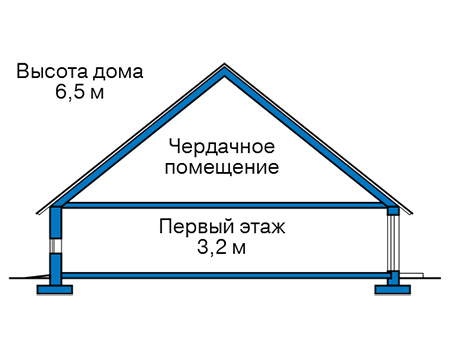 Высота дома
6,5 м
Чердачное
помещение
Первый этаж
3,2 м